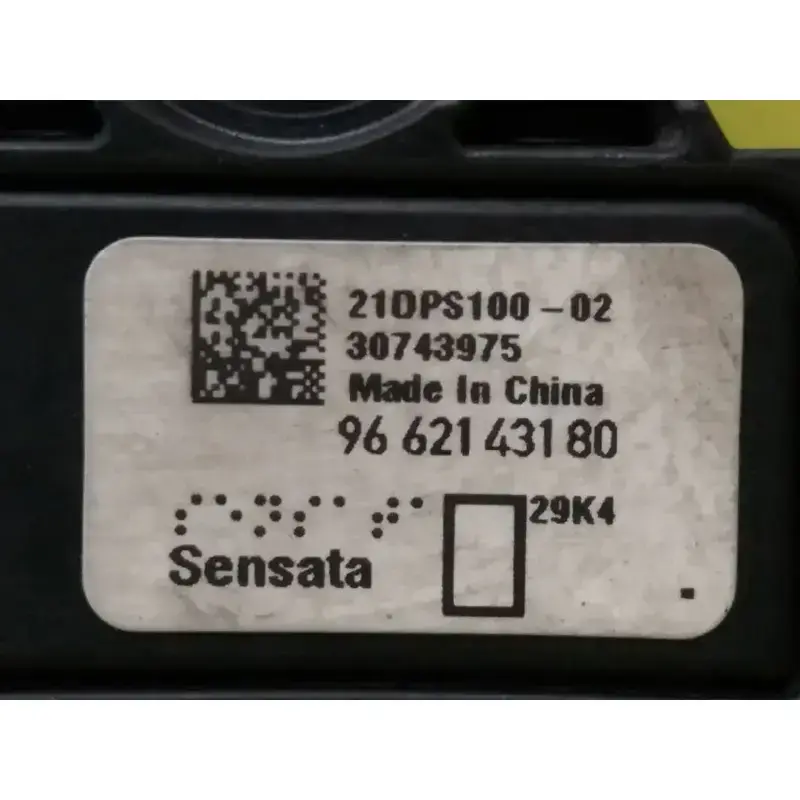 21DPS100-02
30743975
Made In China
96 621 431 80
29K4
Sensata